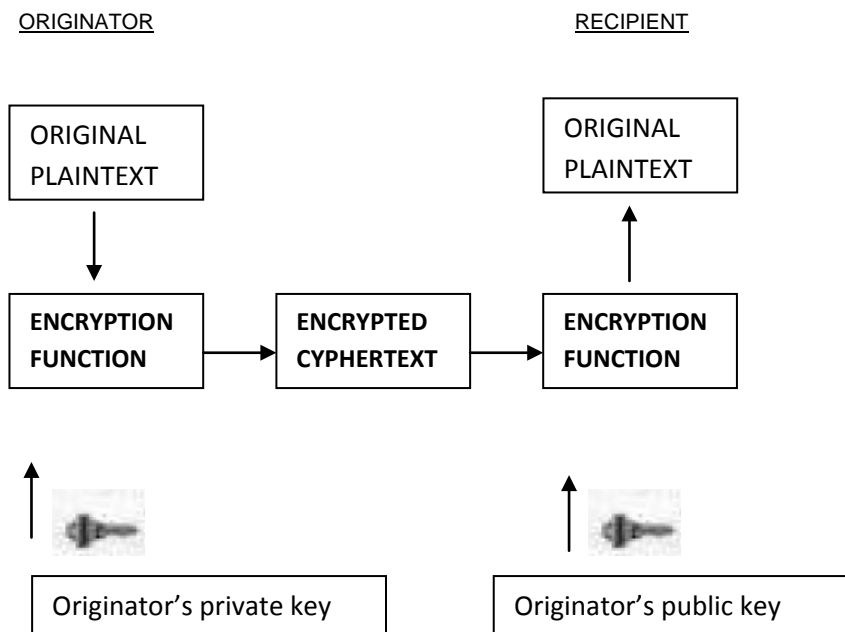 ORIGINATOR
RECIPIENT
ORIGINAL
PLAINTEXT
ORIGINAL
PLAINTEXT
ENCRYPTION
FUNCTION
ENCRYPTED
CYPHERTEXT
ENCRYPTION
FUNCTION
Originator’s private key
Originator’s public key